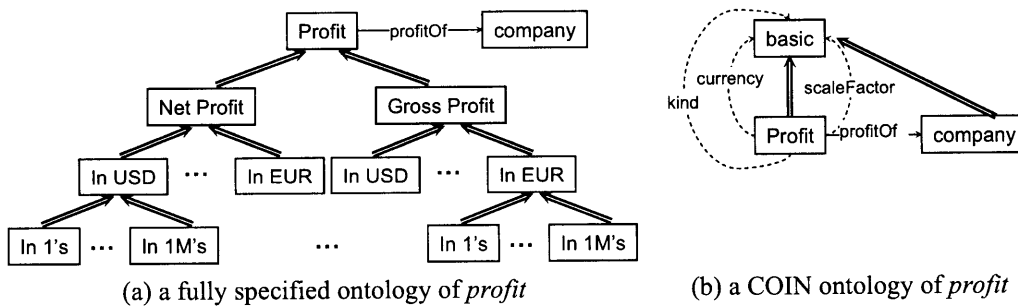 Profit
profitOf
company
Net Profit
Gross Profit
In USD
...
In EUR
In USD
...
In EUR
In 1's
...
In 1M's
...
In 1's
...
In 1M's
(a) a fully specified ontology of profit
basic
currency
scaleFactor
kind
Profit
profitOf
company
(b) a COIN ontology of profit